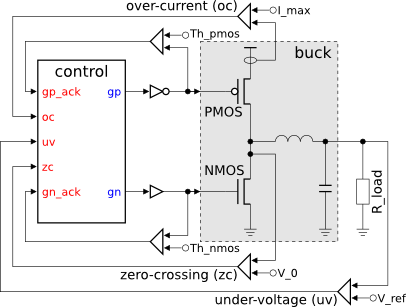 over-current (oc)
I_max
Th_pmos
buck
control
gp_ack
gp
oc
PMOS
uv
zc
NMOS
gn_ack
gn
R_load
Th_nmos
zero-crossing (zc)
V_0
under-voltage (uv)
V_ref